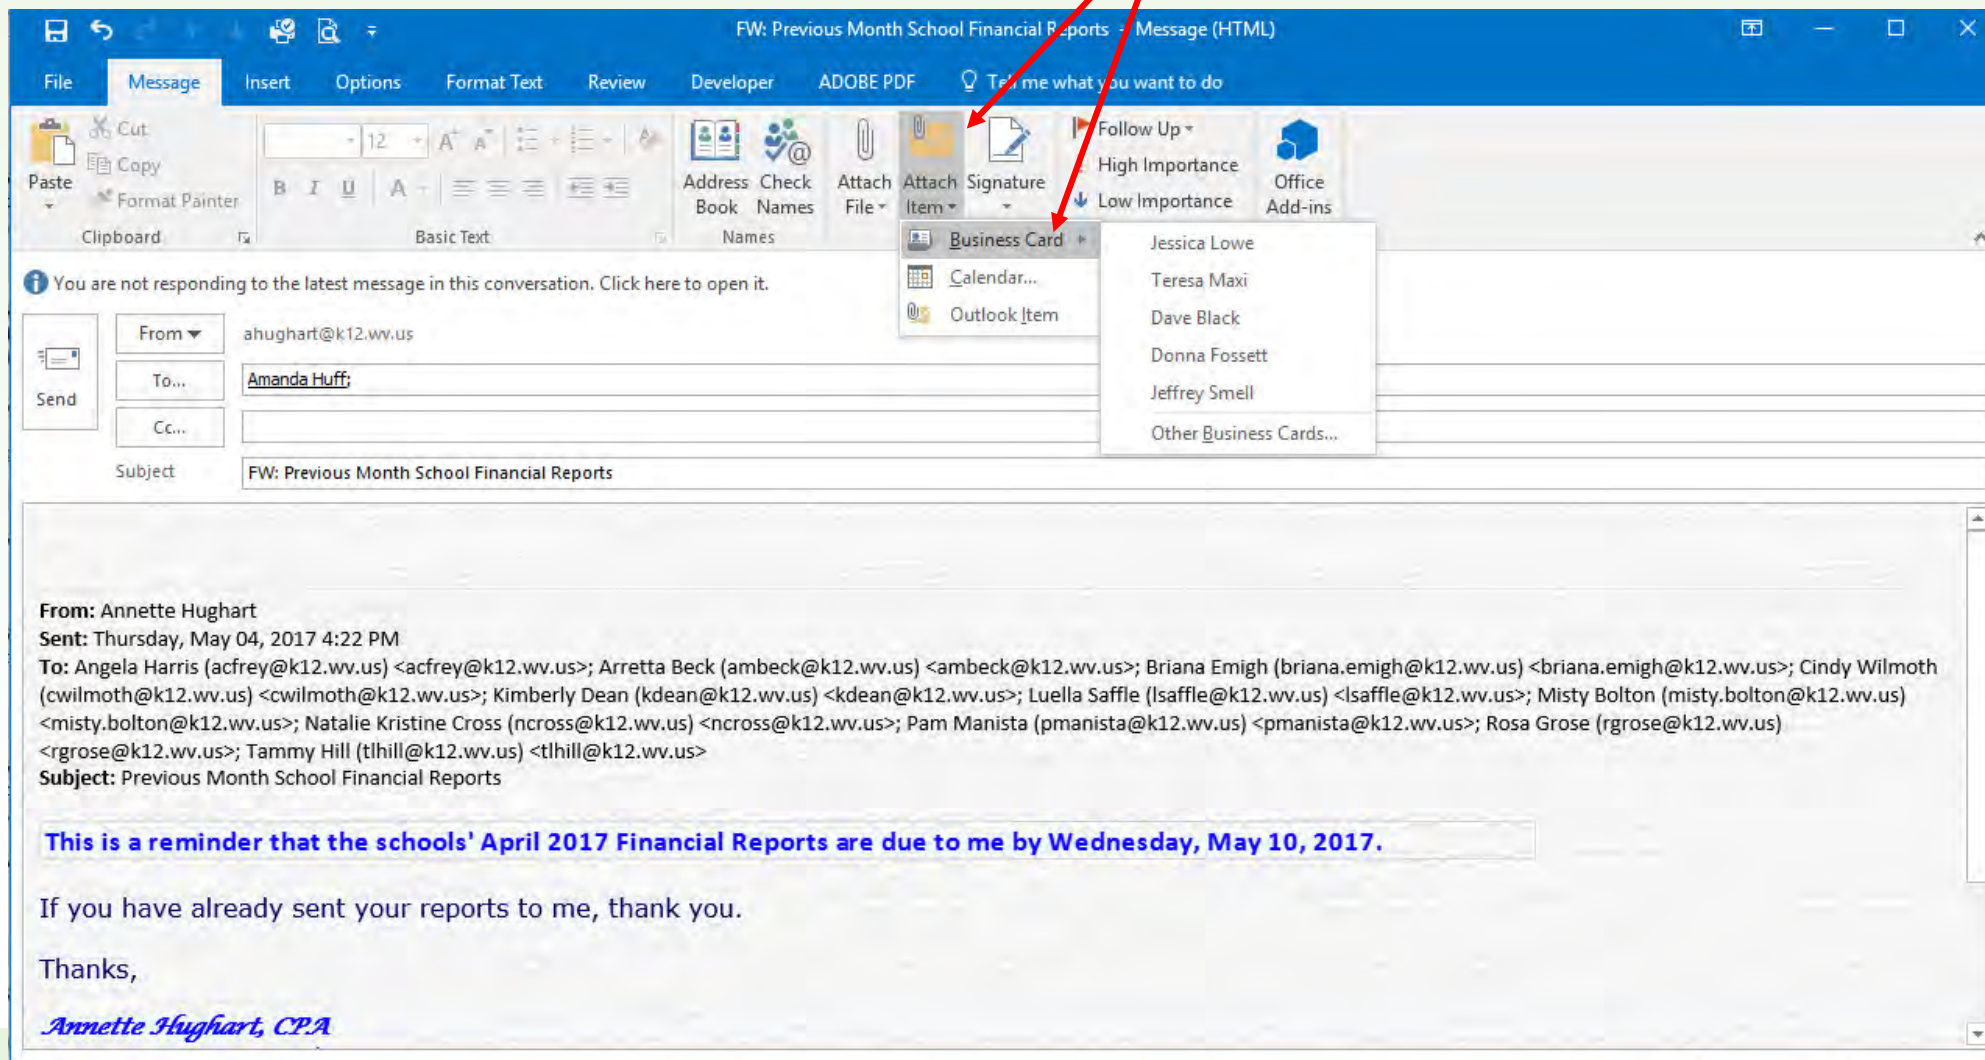 FW: Previous Month School Financial Reports - Message (HTML)
File Message Insert Options Format Text Review Developer ADOBE PDF Tell me what you want to do
Paste
Cut
Copy
Format Painter
Clipboard
12
B I U A
Basic Text
Address Book
Check Names
Names
Attach File
Attach Item
Signature
Follow Up
High Importance
Low Importance
Office Add-ins
Business Card
Calendar...
Outlook Item
Jessica Lowe
Teresa Maxi
Dave Black
Donna Fossett
Jeffrey Smell
Other Business Cards...
You are not responding to the latest message in this conversation. Click here to open it.
Send
From ahughart@k12.wv.us
To... Amanda Huff;
Cc...
Subject FW: Previous Month School Financial Reports
From: Annette Hughart
Sent: Thursday, May 04, 2017 4:22 PM
To: Angela Harris (acfrey@k12.wv.us) <acfrey@k12.wv.us>; Arretta Beck (ambeck@k12.wv.us) <ambeck@k12.wv.us>; Briana Emigh (briana.emigh@k12.wv.us) <briana.emigh@k12.wv.us>; Cindy Wilmoth
(cwilmoth@k12.wv.us) <cwilmoth@k12.wv.us>; Kimberly Dean (kdean@k12.wv.us) <kdean@k12.wv.us>; Luella Saffle (lsaffle@k12.wv.us) <lsaffle@k12.wv.us>; Misty Bolton (misty.bolton@k12.wv.us)
<misty.bolton@k12.wv.us>; Natalie Kristine Cross (ncross@k12.wv.us) <ncross@k12.wv.us>; Pam Manista (pmanista@k12.wv.us) <pmanista@k12.wv.us>; Rosa Grose (rgrose@k12.wv.us)
<rgrose@k12.wv.us>; Tammy Hill (tlhill@k12.wv.us) <tlhill@k12.wv.us>
Subject: Previous Month School Financial Reports
This is a reminder that the schools' April 2017 Financial Reports are due to me by Wednesday, May 10, 2017.
If you have already sent your reports to me, thank you.
Thanks,
Annette Hughart, CPA